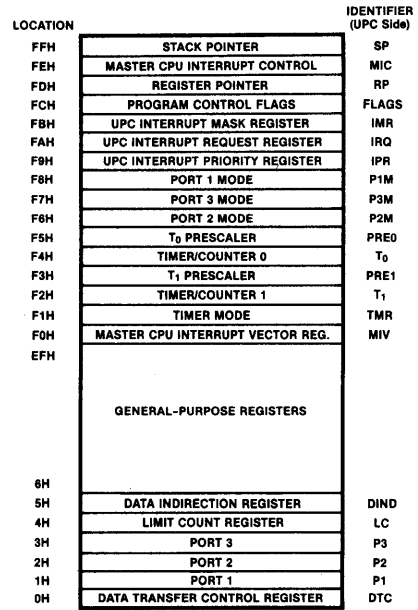 LOCATION IDENTIFIER (UPC Side)
FFH STACK POINTER SP
FEH MASTER CPU INTERRUPT CONTROL MIC
FDH REGISTER POINTER RP
FCH PROGRAM CONTROL FLAGS FLAGS
FBH UPC INTERRUPT MASK REGISTER IMR
FAH UPC INTERRUPT REQUEST REGISTER IRQ
F9H UPC INTERRUPT PRIORITY REGISTER IPR
F8H PORT 1 MODE P1M
F7H PORT 3 MODE P3M
F6H PORT 2 MODE P2M
F5H T0 PRESCALER PRE0
F4H TIMER/COUNTER 0 T0
F3H T1 PRESCALER PRE1
F2H TIMER/COUNTER 1 T1
F1H TIMER MODE TMR
F0H MASTER CPU INTERRUPT VECTOR REG. MIV
EFH
GENERAL-PURPOSE REGISTERS
6H
5H DATA INDIRECTION REGISTER DIND
4H LIMIT COUNT REGISTER LC
3H PORT 3 P3
2H PORT 2 P2
1H PORT 1 P1
0H DATA TRANSFER CONTROL REGISTER DTC